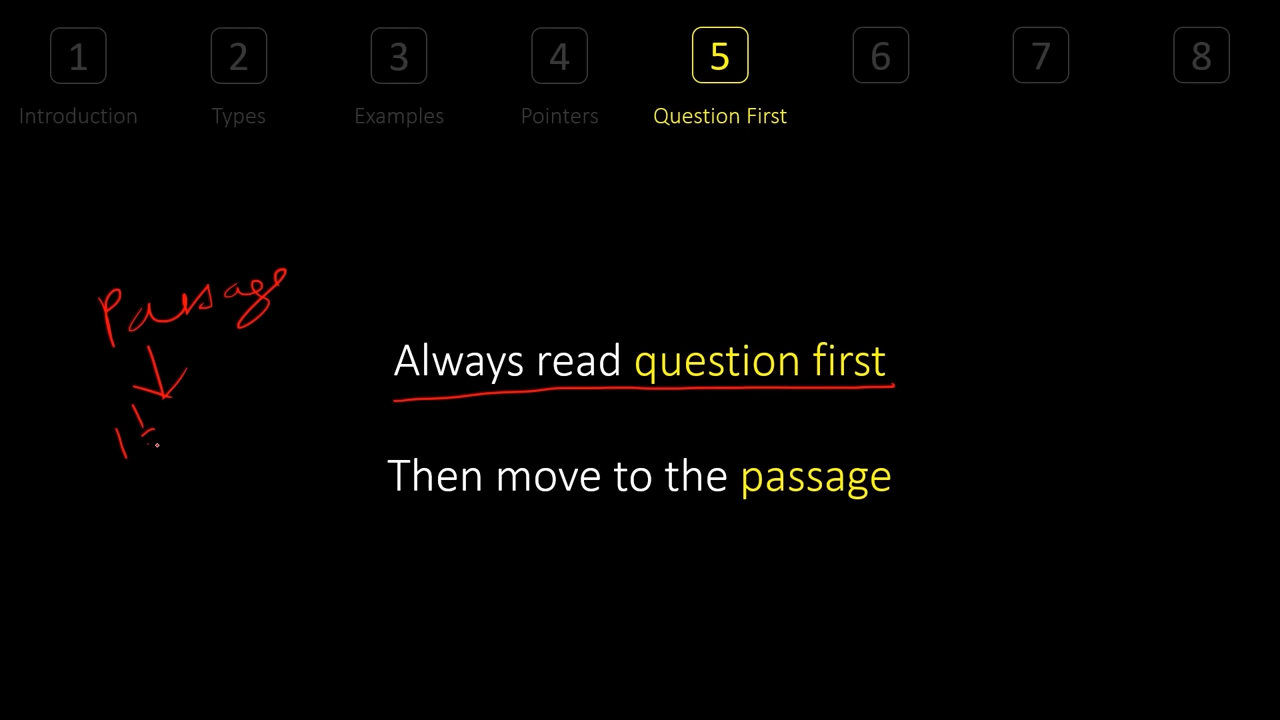 1 2 3 4 5 6 7 8
Introduction Types Examples Pointers Question First
Passage
Always read question first
Then move to the passage